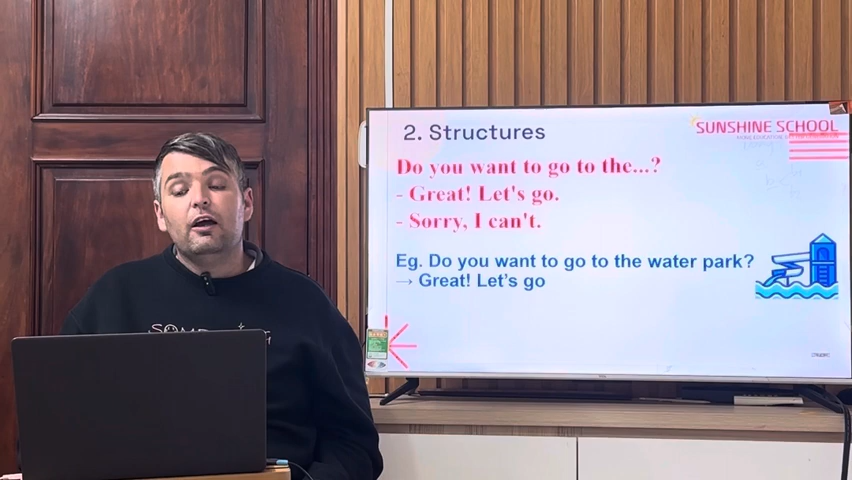 2. Structures
SUNSHINE SCHOOL
Do you want to go to the...?
- Great! Let's go.
- Sorry, I can't.
Eg. Do you want to go to the water park?
→ Great! Let's go